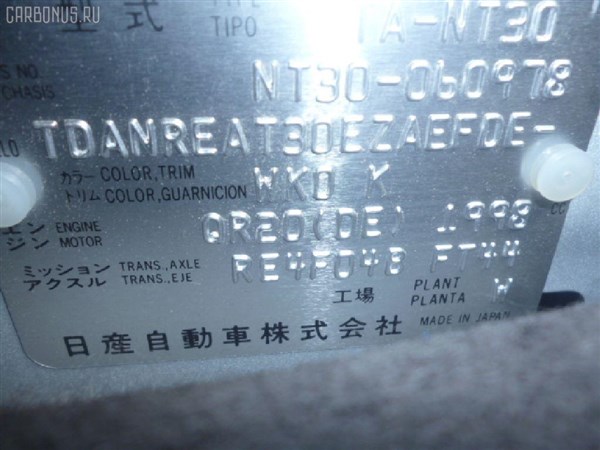 CARBONUS.RU
型式 TYPE TIPO TA-NT30
S NO. CHASIS NT30-060978
TDANREAT30EZAEFDE-
カラー COLOR,TRIM
トリム COLOR,GUARNICION WK0 K
エン ENGINE
ジン MOTOR QR20(DE) 1998 CC
ミッション TRANS.,AXLE
アクスル TRANS.,EJE RE4F04B FT44
工場 PLANT PLANTA W
日産自動車株式会社 MADE IN JAPAN